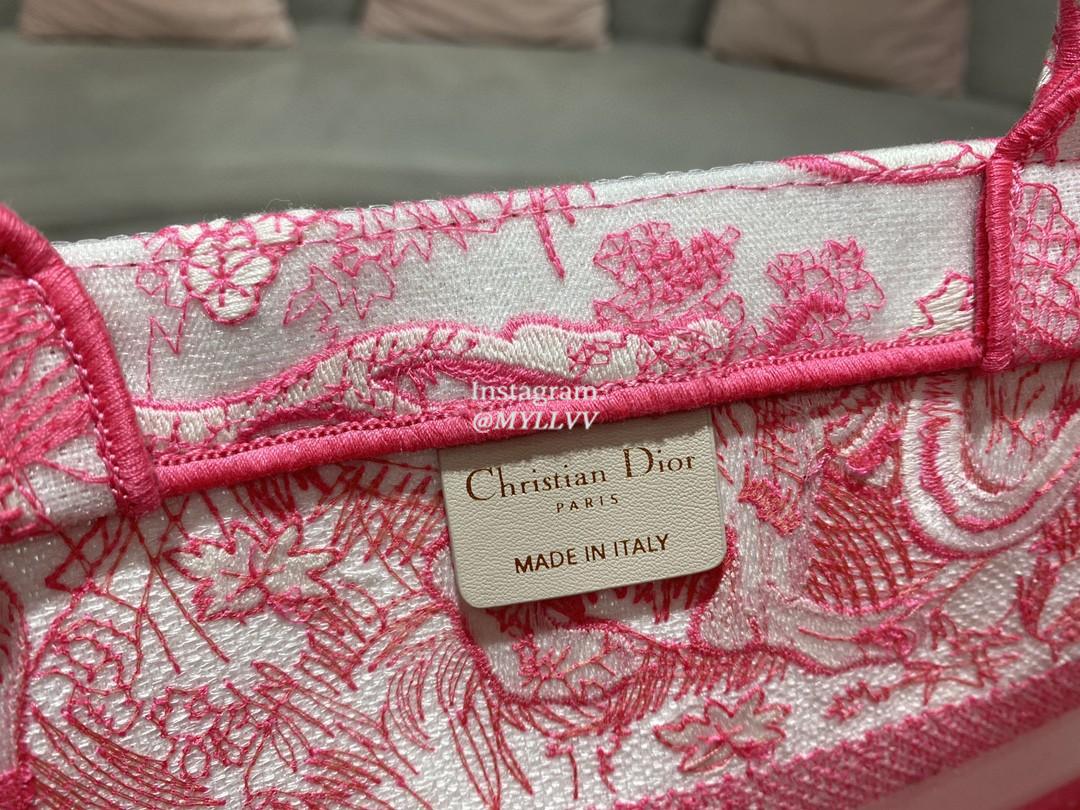 Instagram:
@MYLLVV
Christian Dior
PARIS
MADE IN ITALY